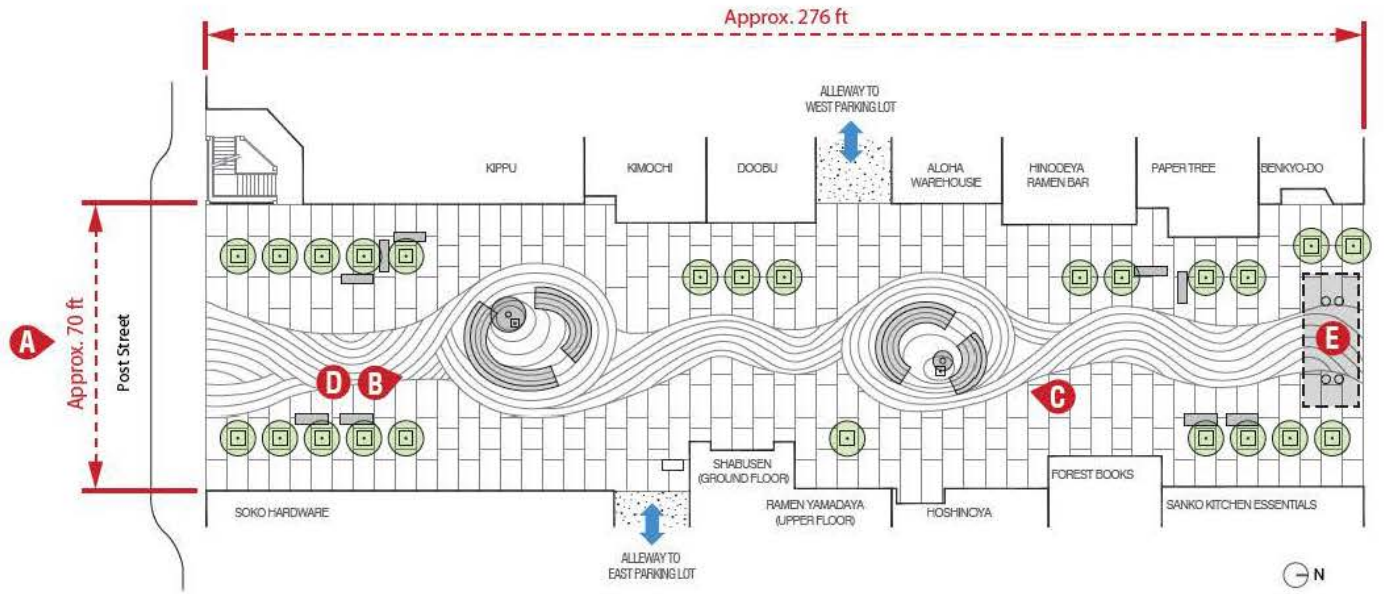 Approx. 276 ft
ALLEWAY TO
WEST PARKING LOT
KIPPU
KIMOCHI
DOOBU
ALOHA
WAREHOUSIE
HINODEYA
RAMEN BAR
PAPER TREE
BENKYO-DO
A
Approx. 70 ft
Post Street
D
B
C
E
SOKO HARDWARE
SHABUSEN
(GROUND FLOOR)
RAMEN YAMADAYA
(UPPER FLOOR)
HOSHINOYA
FOREST BOOKS
SANKO KITCHEN ESSENTIALS
ALLEWAY TO
EAST PARKING LOT
N